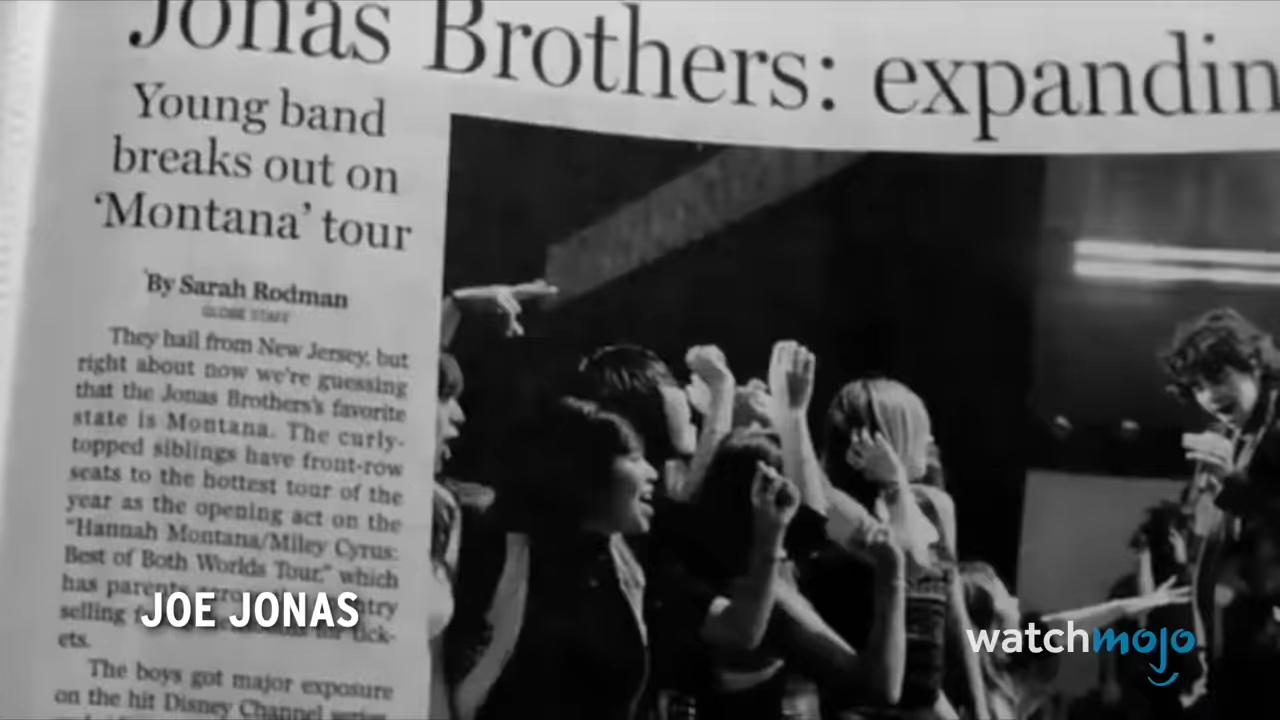 Jonas Brothers: expandin
Young band
breaks out on
'Montana' tour
By Sarah Rodman
GLOBE STAFF
They hail from New Jersey, but
right about now we're guessing
that the Jonas Brothers's favorite
state is Montana. The curly-
topped siblings have front-row
seats to the hottest tour of the
year as the opening act on the
"Hannah Montana/Miley Cyrus:
Best of Both Worlds Tour," which
has parents
selling
tick-
ets.
The boys got major exposure
on the hit Disney Channel series
JOE JONAS
watchmojo